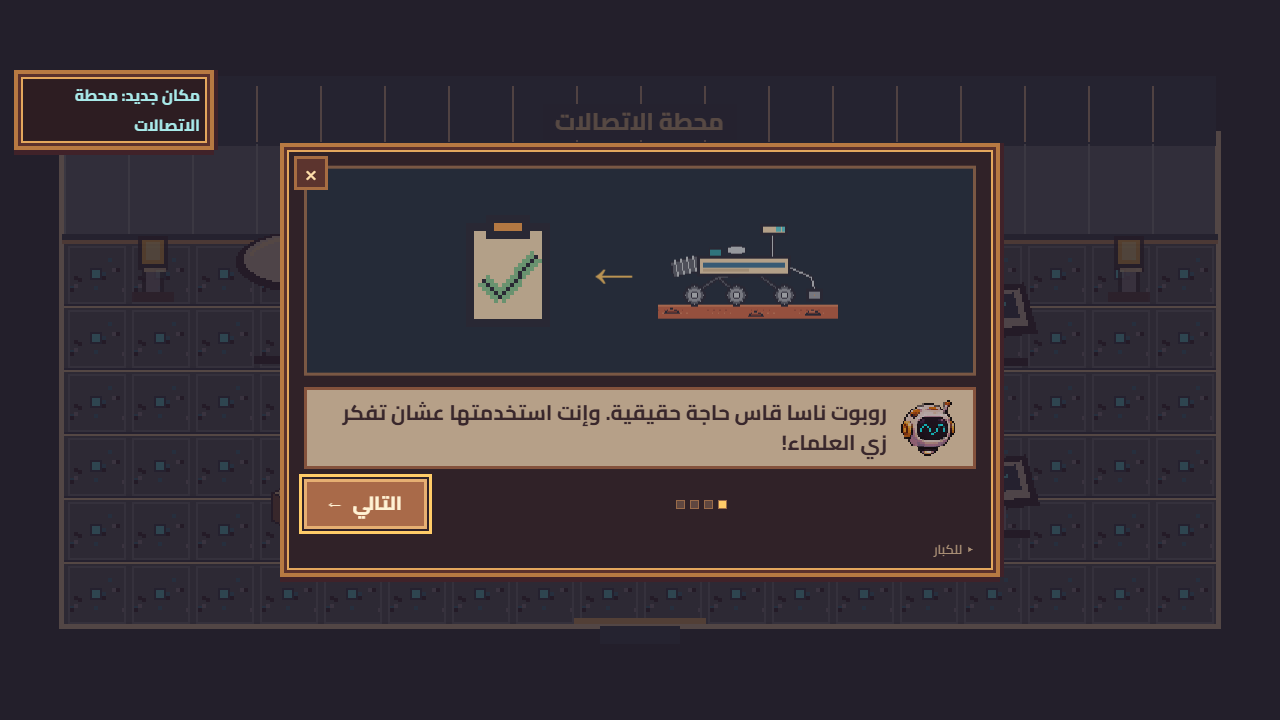 مكان جديد: محطة
الاتصالات
محطة الاتصالات
×
روبوت ناسا قاس حاجة حقيقية. وإنت استخدمتها عشان تفكر
زي العلماء!
التالي ←
‣ للكبار